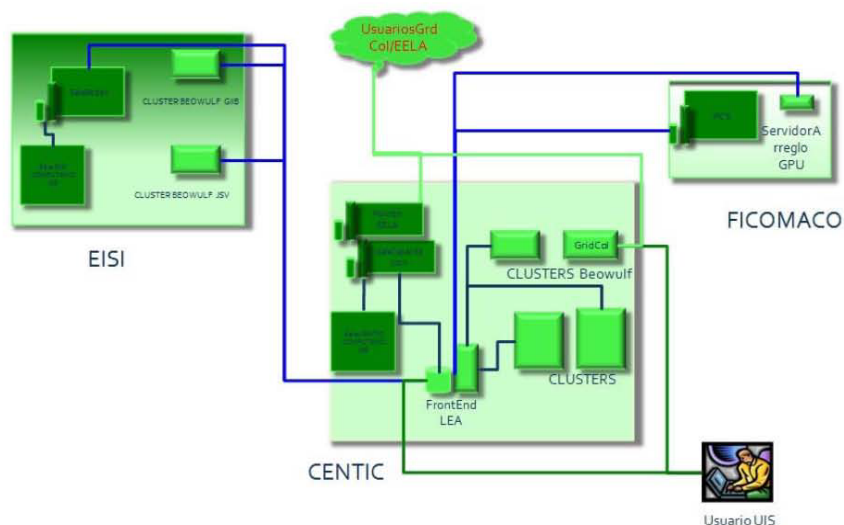 UsuariosGrd
Col/EELA
CLUSTER BEOWULF GIB
CLUSTER BEOWULF JSV
EISI
ServidorA
rreglo
GPU
FICOMACO
GridCol
CLUSTERS Beowulf
CLUSTERS
FrontEnd
LEA
CENTIC
Usuario UIS